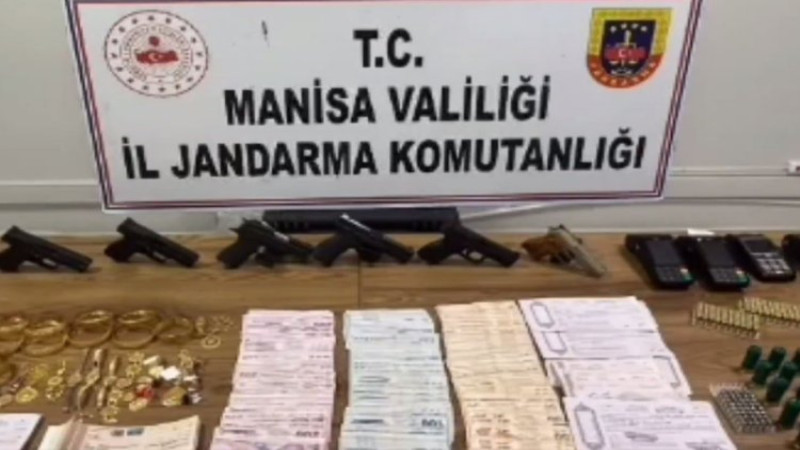 T.C.
MANİSA VALİLİĞİ
İL JANDARMA KOMUTANLIĞI